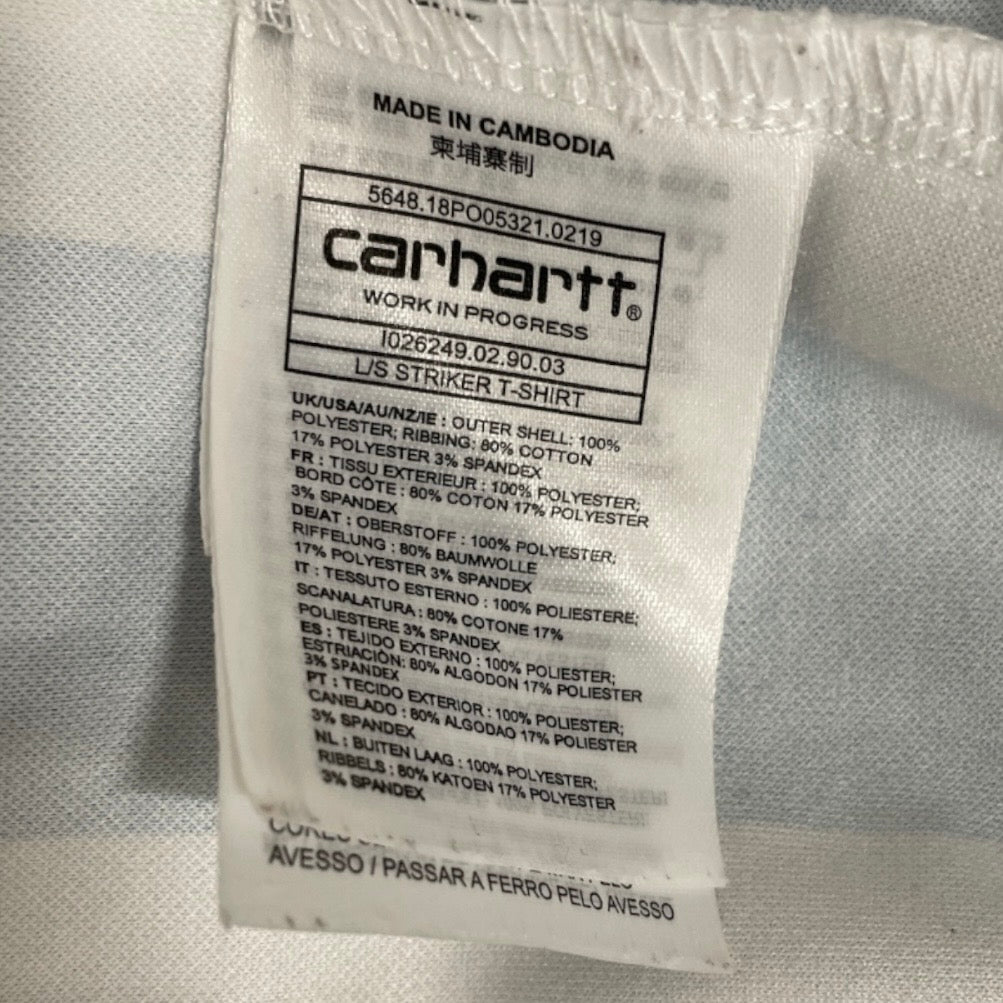 MADE IN CAMBODIA
柬埔寨制
5648.18PO05321.0219
carhartt®
WORK IN PROGRESS
I026249.02.90.03
L/S STRIKER T-SHIRT
UK/USA/AU/NZ/IE : OUTER SHELL: 100%
POLYESTER; RIBBING: 80% COTTON
17% POLYESTER 3% SPANDEX
FR : TISSU EXTERIEUR : 100% POLYESTER;
BORD CÔTE : 80% COTON 17% POLYESTER
3% SPANDEX
DE/AT : OBERSTOFF : 100% POLYESTER;
RIFFELUNG : 80% BAUMWOLLE
17% POLYESTER 3% SPANDEX
IT : TESSUTO ESTERNO : 100% POLIESTERE;
SCANALATURA : 80% COTONE 17%
POLIESTERE 3% SPANDEX
ES : TEJIDO EXTERNO : 100% POLIESTER;
ESTRIACIÓN: 80% ALGODON 17% POLIESTER
3% SPANDEX
PT : TECIDO EXTERIOR : 100% POLIESTER;
CANELADO : 80% ALGODAO 17% POLIESTER
3% SPANDEX
NL : BUITEN LAAG : 100% POLYESTER;
RIBBELS : 80% KATOEN 17% POLYESTER
3% SPANDEX
AVESSO / PASSAR A FERRO PELO AVESSO